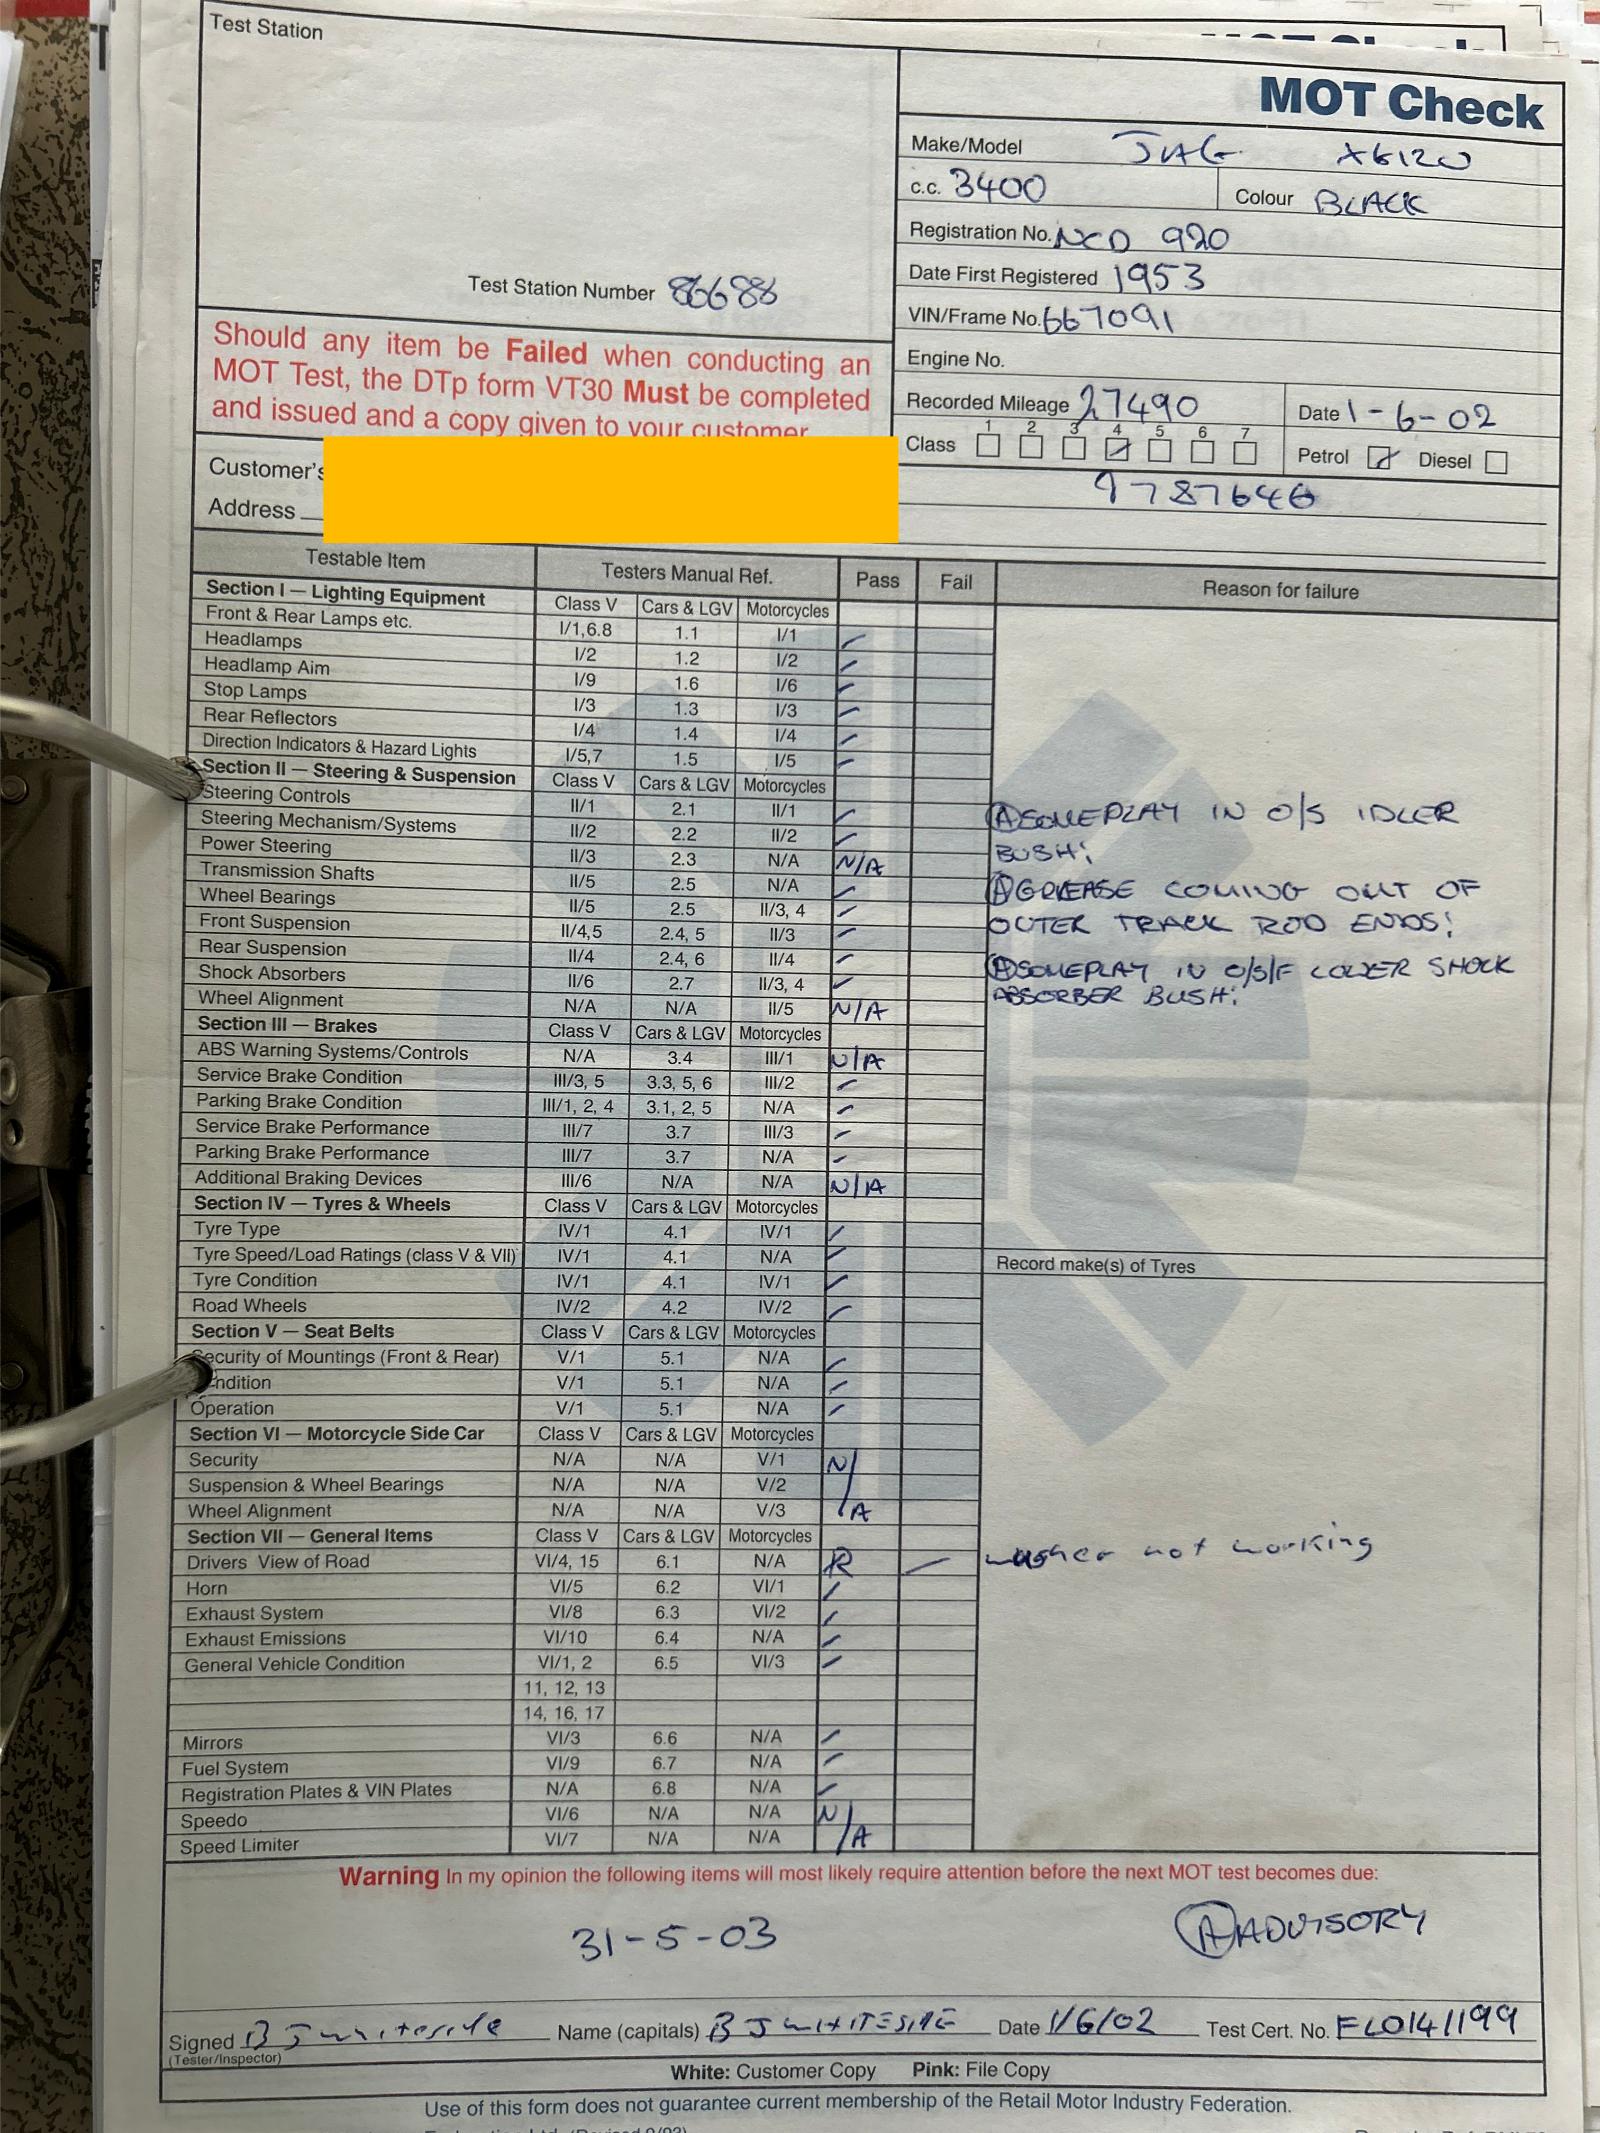 Test Station
MOT Check
Make/Model JAG XG120
c.c. 3400 Colour BLACK
Registration No. NCD 920
Date First Registered 1953
Test Station Number 86688
VIN/Frame No. 667091
Engine No.
Should any item be Failed when conducting an
MOT Test, the DTp form VT30 Must be completed
and issued and a copy given to your customer
Recorded Mileage 27490 Date 1-6-02
Class 1 2 3 4 5 6 7 Petrol Diesel
Customer's
Address
Testable Item Testers Manual Ref. Pass Fail Reason for failure
Section I — Lighting Equipment Class V Cars & LGV Motorcycles
Front & Rear Lamps etc. I/1,6.8 1.1 I/1
Headlamps I/2 1.2 I/2
Headlamp Aim I/9 1.6 I/6
Stop Lamps I/3 1.3 I/3
Rear Reflectors I/4 1.4 I/4
Direction Indicators & Hazard Lights I/5,7 1.5 I/5
Section II — Steering & Suspension Class V Cars & LGV Motorcycles
Steering Controls II/1 2.1 II/1
Steering Mechanism/Systems II/2 2.2 II/2
Power Steering II/3 2.3 N/A N/A
Transmission Shafts II/5 2.5 N/A
Wheel Bearings II/5 2.5 II/3, 4
Front Suspension II/4,5 2.4, 5 II/3
Rear Suspension II/4 2.4, 6 II/4
Shock Absorbers II/6 2.7 II/3, 4
Wheel Alignment N/A N/A II/5 N/A
(A) SOME PLAY IN O/S IDLER
BUSH!
(A) GREASE COMING OUT OF
OUTER TRACK ROD ENDS!
(A) SOME PLAY IN O/S/F LOWER SHOCK
ABSORBER BUSH!
Section III — Brakes Class V Cars & LGV Motorcycles
ABS Warning Systems/Controls N/A 3.4 III/1 N/A
Service Brake Condition III/3, 5 3.3, 5, 6 III/2
Parking Brake Condition III/1, 2, 4 3.1, 2, 5 N/A
Service Brake Performance III/7 3.7 III/3
Parking Brake Performance III/7 3.7 N/A
Additional Braking Devices III/6 N/A N/A N/A
Section IV — Tyres & Wheels Class V Cars & LGV Motorcycles
Tyre Type IV/1 4.1 IV/1
Tyre Speed/Load Ratings (class V & VII) IV/1 4.1 N/A
Record make(s) of Tyres
Tyre Condition IV/1 4.1 IV/1
Road Wheels IV/2 4.2 IV/2
Section V — Seat Belts Class V Cars & LGV Motorcycles
Security of Mountings (Front & Rear) V/1 5.1 N/A
ndition V/1 5.1 N/A
Operation V/1 5.1 N/A
Section VI — Motorcycle Side Car Class V Cars & LGV Motorcycles
Security N/A N/A V/1 N/
Suspension & Wheel Bearings N/A N/A V/2
Wheel Alignment N/A N/A V/3 A
Section VII — General Items Class V Cars & LGV Motorcycles
Drivers View of Road VI/4, 15 6.1 N/A R washer not working
Horn VI/5 6.2 VI/1
Exhaust System VI/8 6.3 VI/2
Exhaust Emissions VI/10 6.4 N/A
General Vehicle Condition VI/1, 2 6.5 VI/3
11, 12, 13
14, 16, 17
Mirrors VI/3 6.6 N/A
Fuel System VI/9 6.7 N/A
Registration Plates & VIN Plates N/A 6.8 N/A
Speedo VI/6 N/A N/A N/
Speed Limiter VI/7 N/A N/A A
Warning In my opinion the following items will most likely require attention before the next MOT test becomes due:
31-5-03
(A) ADVISORY
Signed B J Whiteside Name (capitals) B J WHITESIDE Date 1/6/02 Test Cert. No. FL0141199
(Tester/Inspector)
White: Customer Copy Pink: File Copy
Use of this form does not guarantee current membership of the Retail Motor Industry Federation.